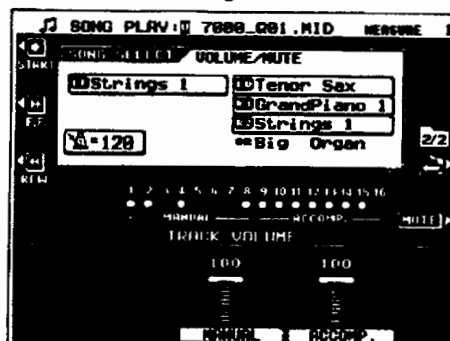 SONG PLAY: 7000_Q01.MID MEASURE 1
SONG SELECT VOLUME/MUTE
START
Strings 1 Tenor Sax
GrandPiano 1
F.F Strings 1
=120 Big Organ
2/2
REW
1 2 3 4 5 6 7 8 9 10 11 12 13 14 15 16
MANUAL ACCOMP. MUTE
TRACK VOLUME
100 100
MANUAL ACCOMP.